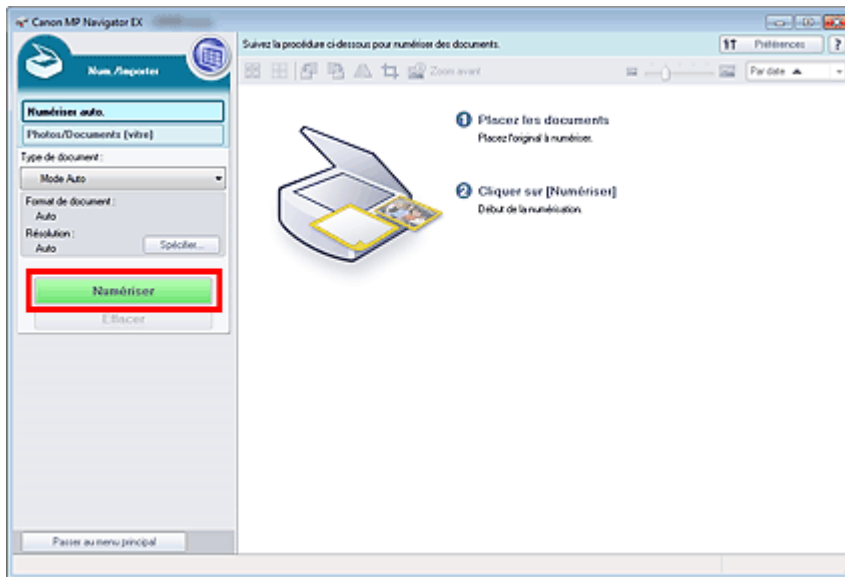 Canon MP Navigator EX
Num./Importer
Suivez la procédure ci-dessous pour numériser des documents.
Préférences
?
Zoom avant
Par date
Numériser auto.
Photos/Documents (vitre)
Type de document :
Mode Auto
Format de document :
Auto
Résolution :
Auto
Spécifier...
Numériser
Effacer
1 Placez les documents
Placez l'original à numériser.
2 Cliquer sur [Numériser]
Début de la numérisation.
Passer au menu principal